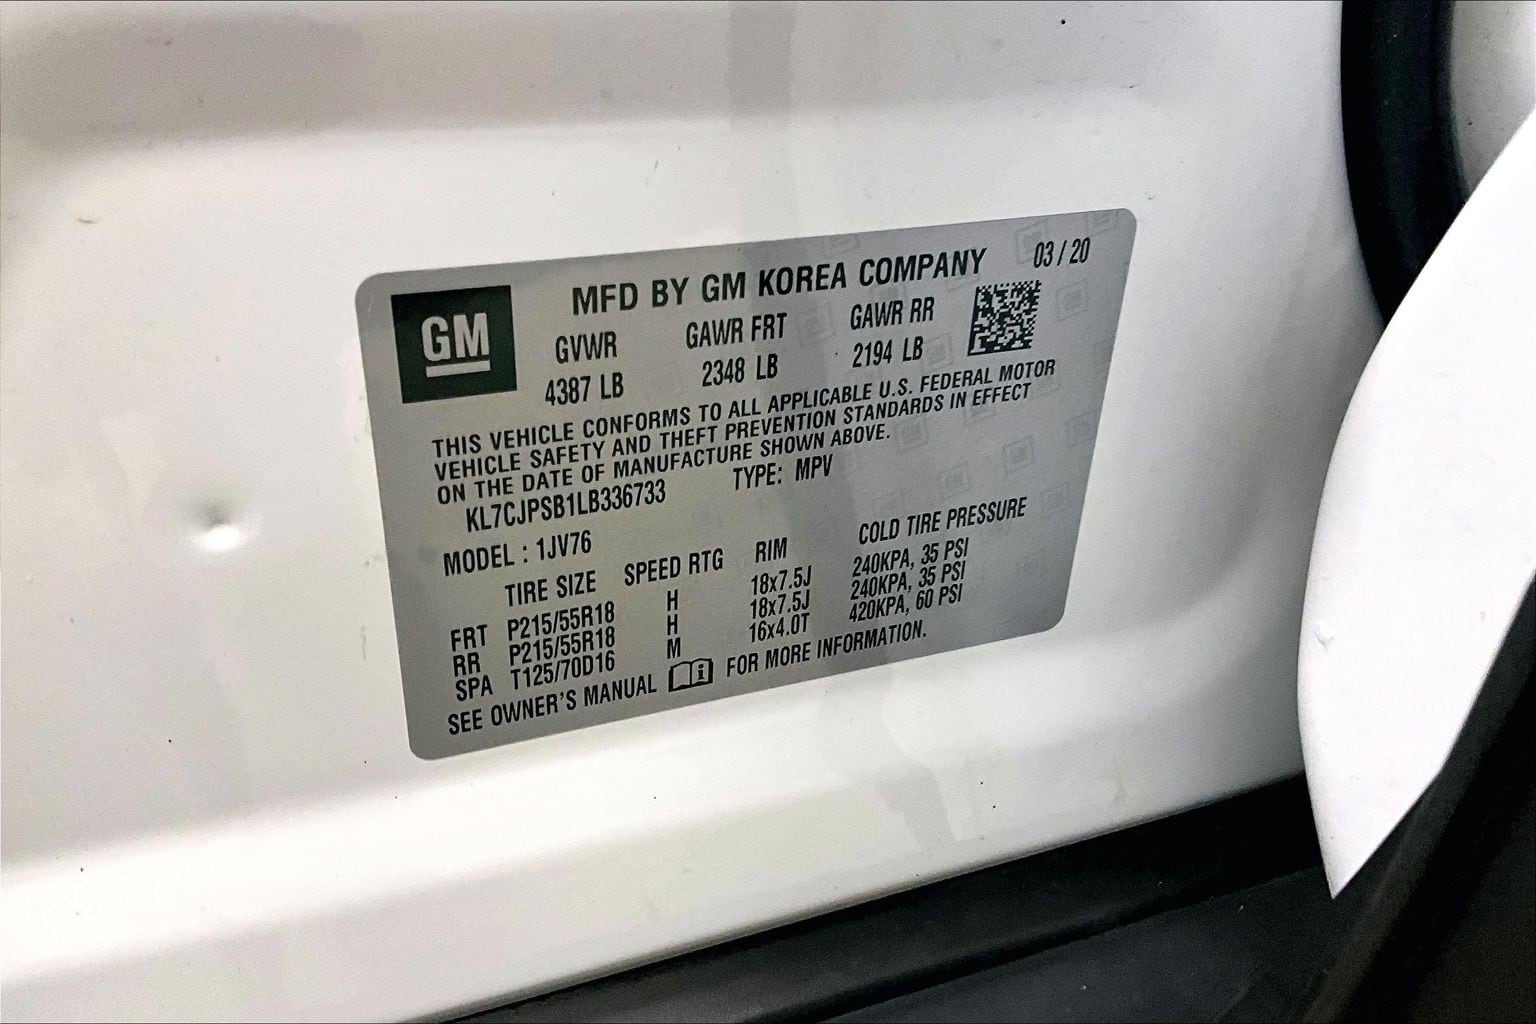 GM
MFD BY GM KOREA COMPANY 03 / 20
GVWR GAWR FRT GAWR RR
4387 LB 2348 LB 2194 LB
THIS VEHICLE CONFORMS TO ALL APPLICABLE U.S. FEDERAL MOTOR
VEHICLE SAFETY AND THEFT PREVENTION STANDARDS IN EFFECT
ON THE DATE OF MANUFACTURE SHOWN ABOVE.
KL7CJPSB1LB336733 TYPE: MPV
MODEL : 1JV76
TIRE SIZE SPEED RTG RIM COLD TIRE PRESSURE
FRT P215/55R18 H 18x7.5J 240KPA, 35 PSI
RR P215/55R18 H 18x7.5J 240KPA, 35 PSI
SPA T125/70D16 M 16x4.0T 420KPA, 60 PSI
SEE OWNER'S MANUAL FOR MORE INFORMATION.